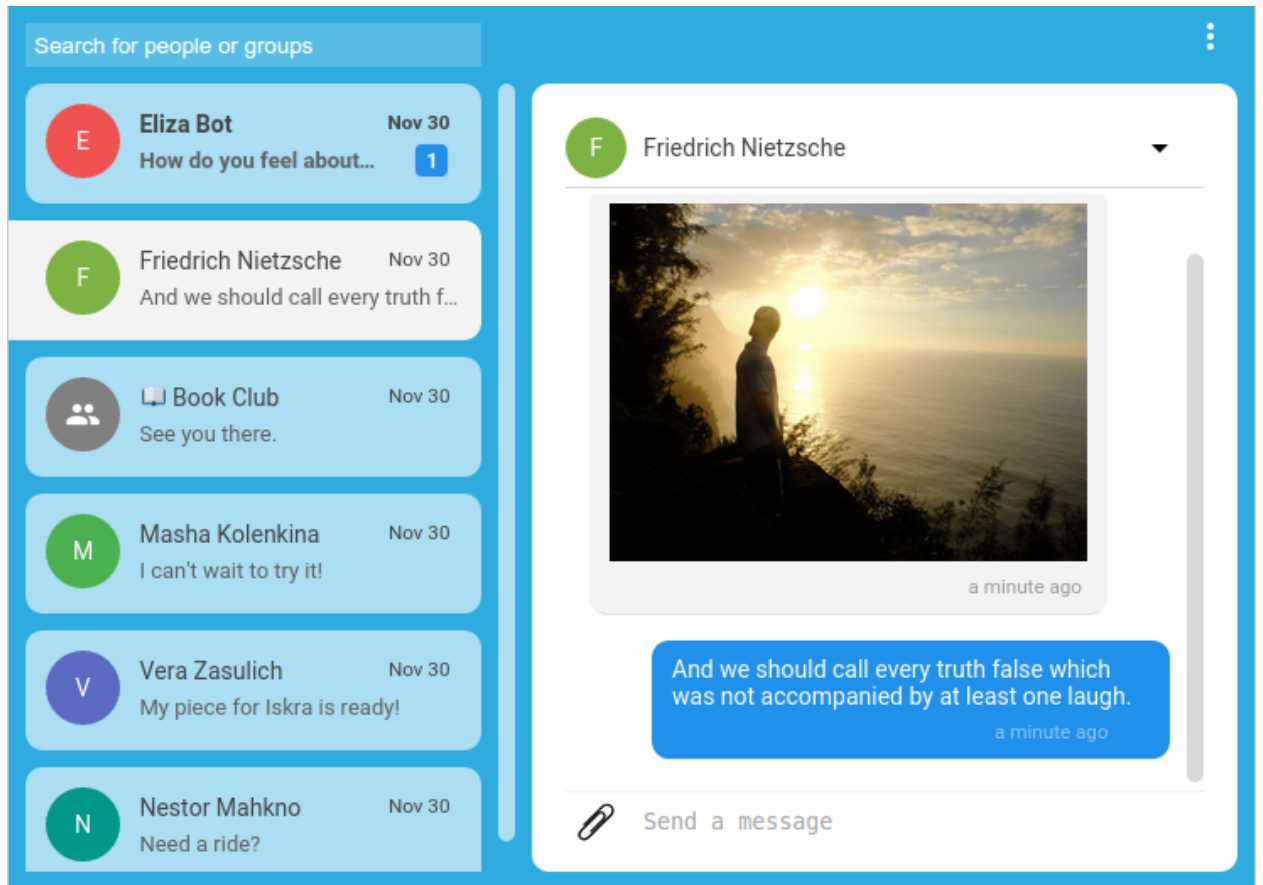 Search for people or groups
E
Eliza Bot
Nov 30
How do you feel about...
1
F
Friedrich Nietzsche
Nov 30
And we should call every truth f...
📖 Book Club
Nov 30
See you there.
M
Masha Kolenkina
Nov 30
I can't wait to try it!
V
Vera Zasulich
Nov 30
My piece for Iskra is ready!
N
Nestor Mahkno
Nov 30
Need a ride?
F
Friedrich Nietzsche
a minute ago
And we should call every truth false which
was not accompanied by at least one laugh.
a minute ago
Send a message